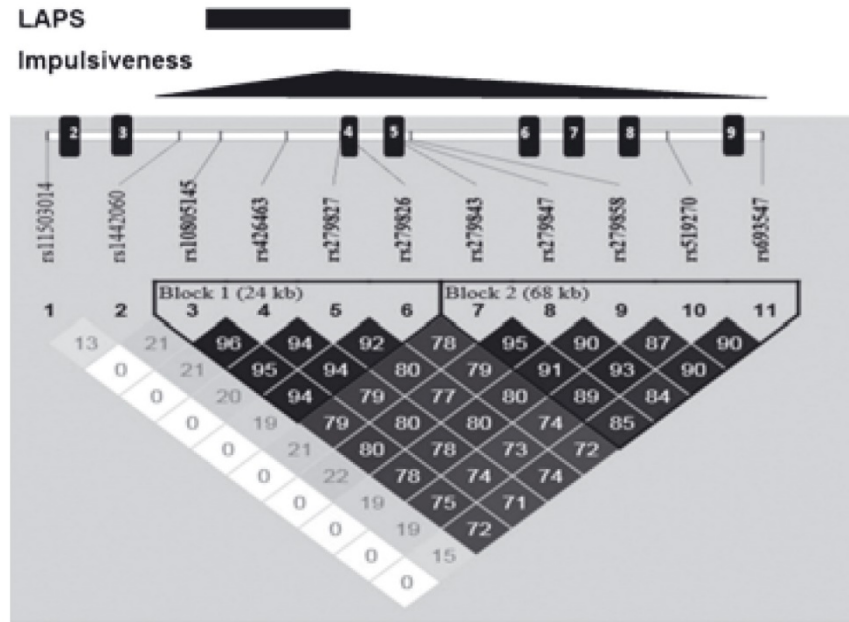 LAPS
Impulsiveness
2 3 4 5 6 7 8 9
rs11503014 rs1442060 rs10805145 rs426463 rs279827 rs279826 rs279843 rs279847 rs279858 rs519270 rs693547
Block 1 (24 kb) Block 2 (68 kb)
1 2 3 4 5 6 7 8 9 10 11
13 21 96 94 92 78 95 90 87 90
0 21 95 94 80 79 91 93 90
0 20 94 79 77 80 89 84
0 19 79 80 80 74 85
0 21 80 78 73 72
0 22 78 74 74
0 19 75 71
0 19 72
0 15
0